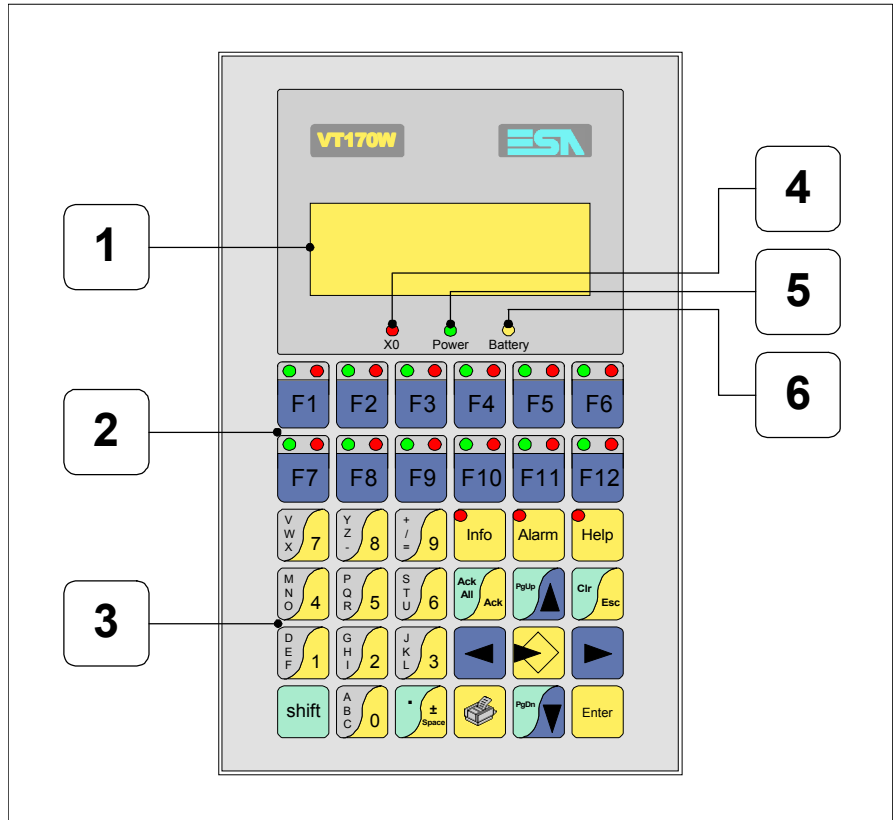 VT170W ESA
4
1
5
X0 Power Battery
6
F1 F2 F3 F4 F5 F6
2
F7 F8 F9 F10 F11 F12
V W X 7 Y Z - 8 + / = 9 Info Alarm Help
M N O 4 P Q R 5 S T U 6 Ack All Ack PgUp Clr Esc
3
D E F 1 G H I 2 J K L 3
shift A B C 0 . ± Space PgDn Enter